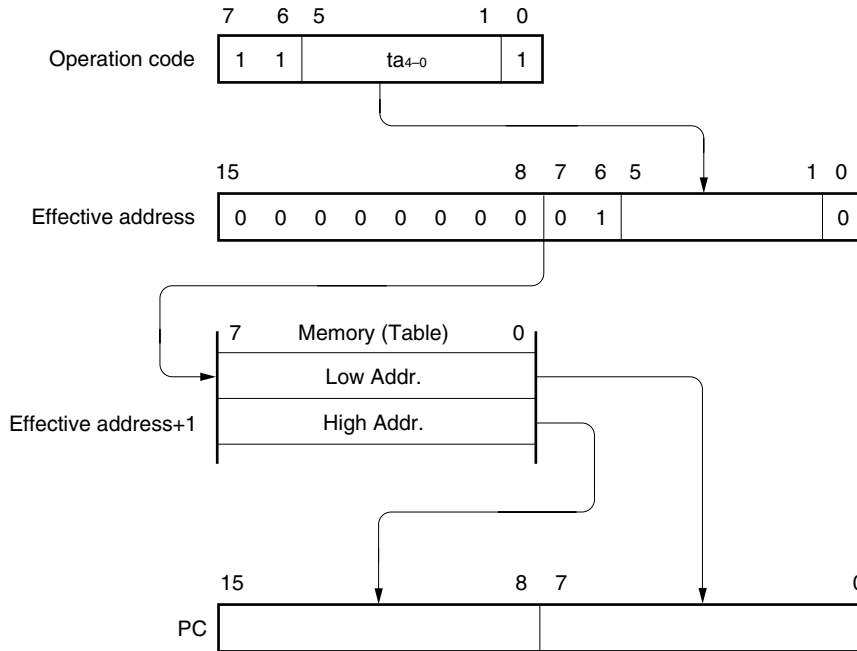 7 6 5 1 0
Operation code 1 1 ta4–0 1
15 8 7 6 5 1 0
Effective address 0 0 0 0 0 0 0 0 0 1 0
7 Memory (Table) 0
Low Addr.
Effective address+1 High Addr.
15 8 7 0
PC